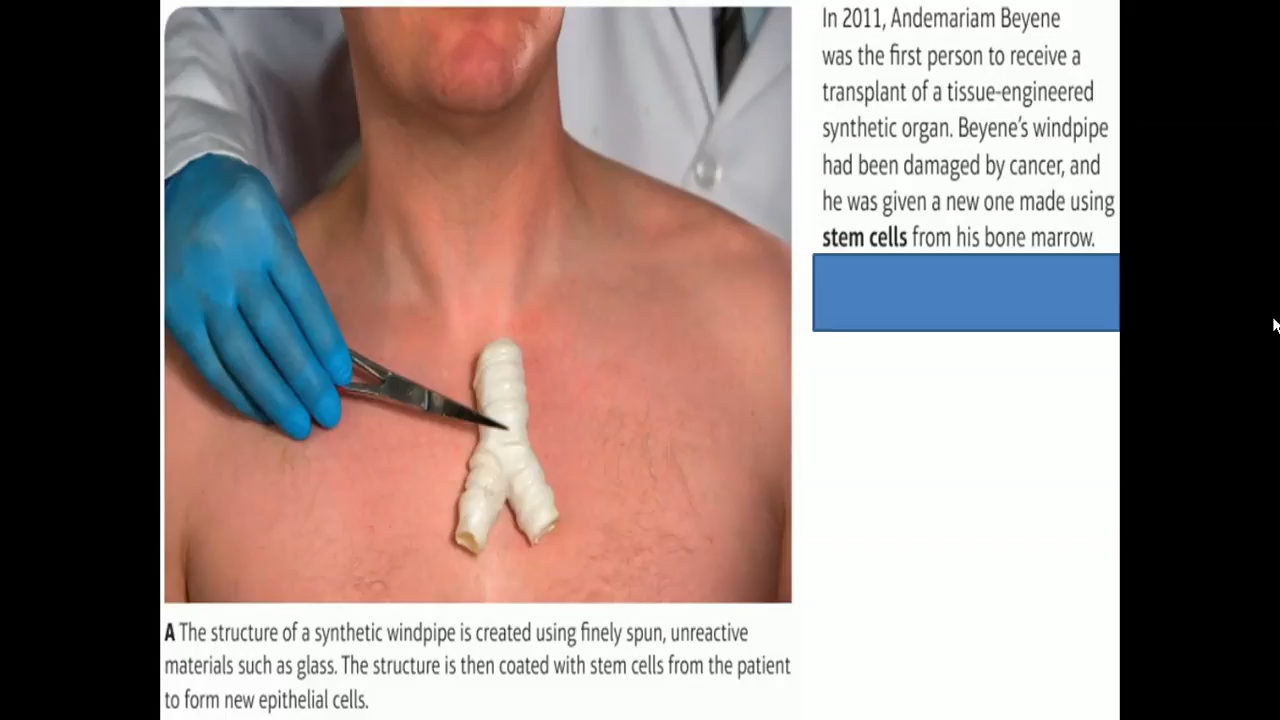 In 2011, Andemariam Beyene
was the first person to receive a
transplant of a tissue-engineered
synthetic organ. Beyene’s windpipe
had been damaged by cancer, and
he was given a new one made using
stem cells from his bone marrow.
A The structure of a synthetic windpipe is created using finely spun, unreactive
materials such as glass. The structure is then coated with stem cells from the patient
to form new epithelial cells.